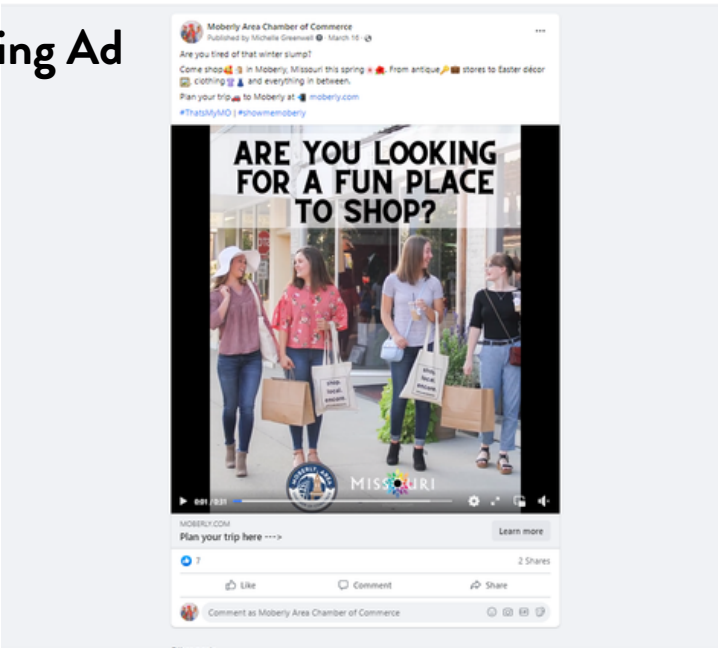 ing Ad
Moberly Area Chamber of Commerce
Published by Michelle Greenwell · March 16 ·
Are you tired of that winter slump?
Come shop in Moberly, Missouri this spring. From antique stores to Easter décor
, clothing and everything in between.
Plan your trip to Moberly at moberly.com
#ThatsMyMO | #showmemoberly
ARE YOU LOOKING
FOR A FUN PLACE
TO SHOP?
shop.
local.
shop.
local.
MOBERLY AREA
MISSOURI
0:01 / 0:31
MOBERLY.COM
Plan your trip here --->
Learn more
7
2 Shares
Like Comment Share
Comment as Moberly Area Chamber of Commerce